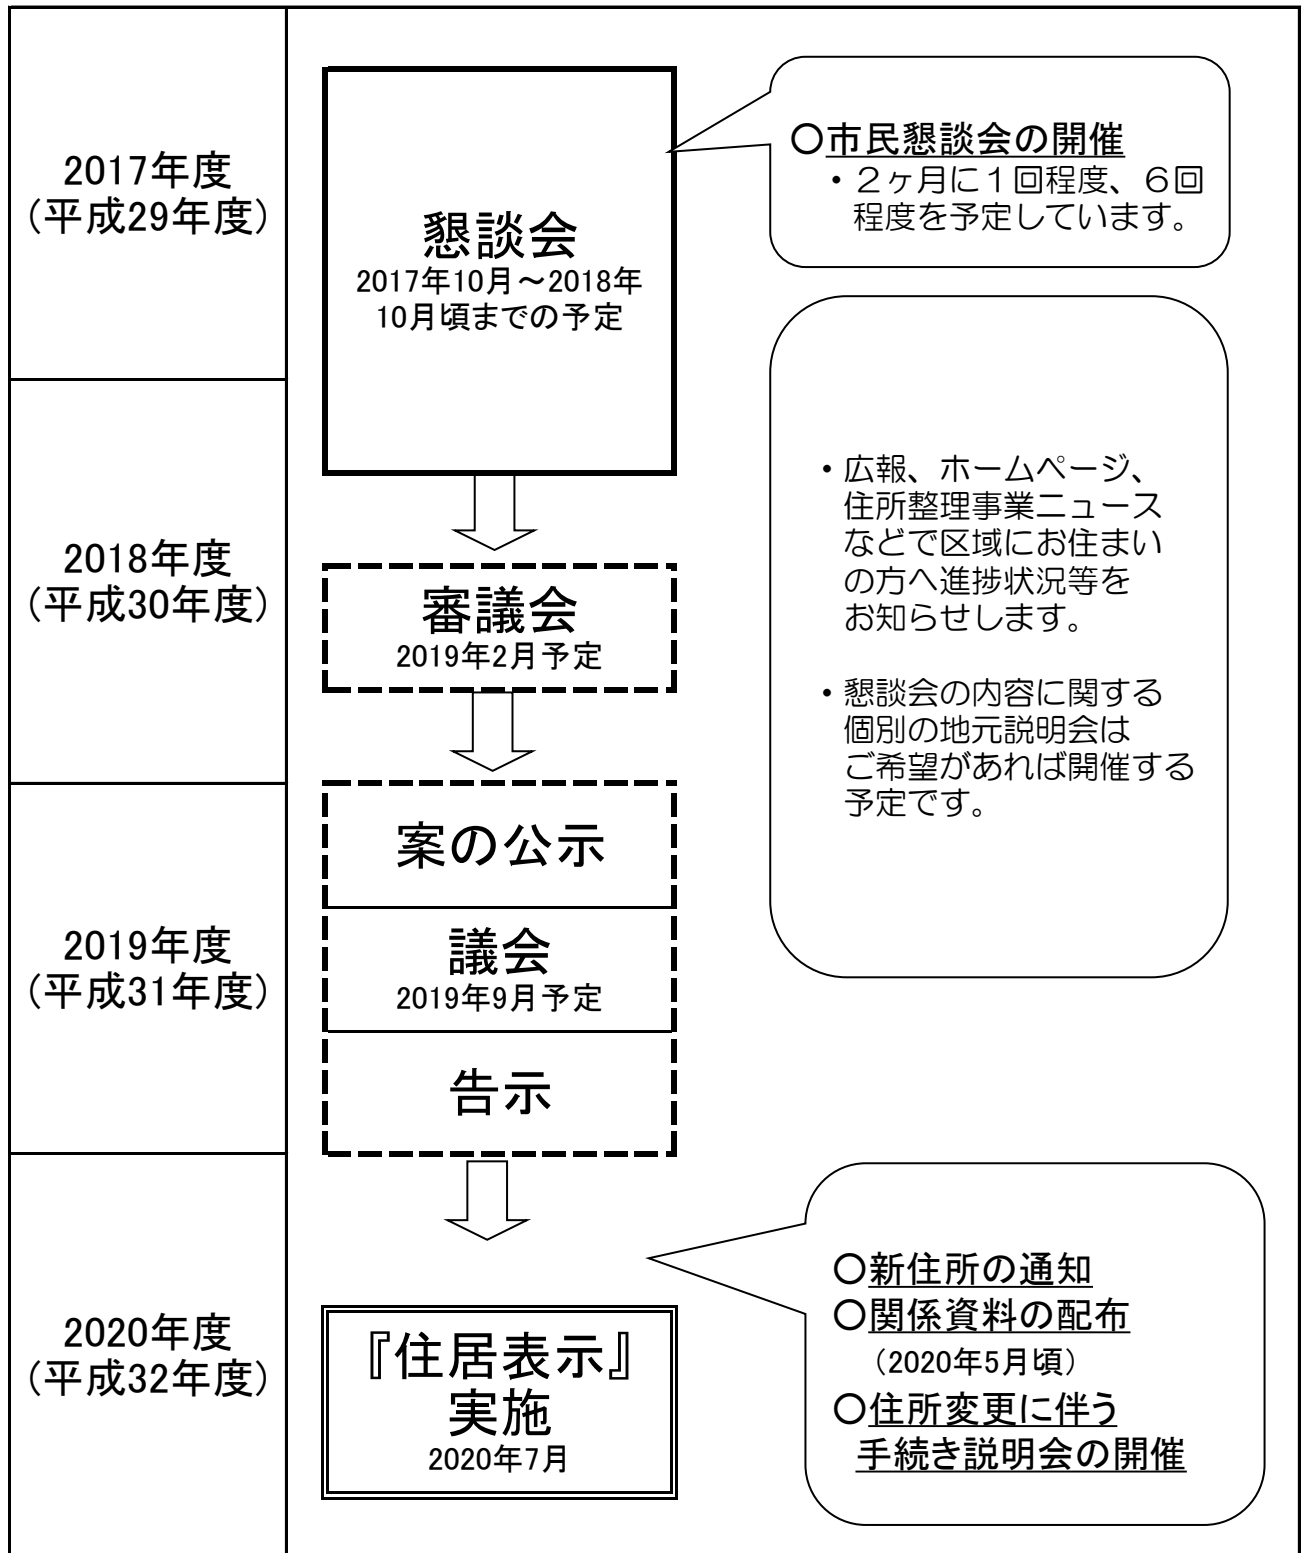 2017年度
(平成29年度)
懇談会
2017年10月～2018年
10月頃までの予定
○市民懇談会の開催
・２ヶ月に１回程度、６回
程度を予定しています。
・広報、ホームページ、
住所整理事業ニュース
などで区域にお住まい
の方へ進捗状況等を
お知らせします。
・懇談会の内容に関する
個別の地元説明会は
ご希望があれば開催する
予定です。
2018年度
(平成30年度)
審議会
2019年2月予定
2019年度
(平成31年度)
案の公示
議会
2019年9月予定
告示
2020年度
(平成32年度)
『住居表示』
実施
2020年7月
○新住所の通知
○関係資料の配布
（2020年5月頃）
○住所変更に伴う
手続き説明会の開催